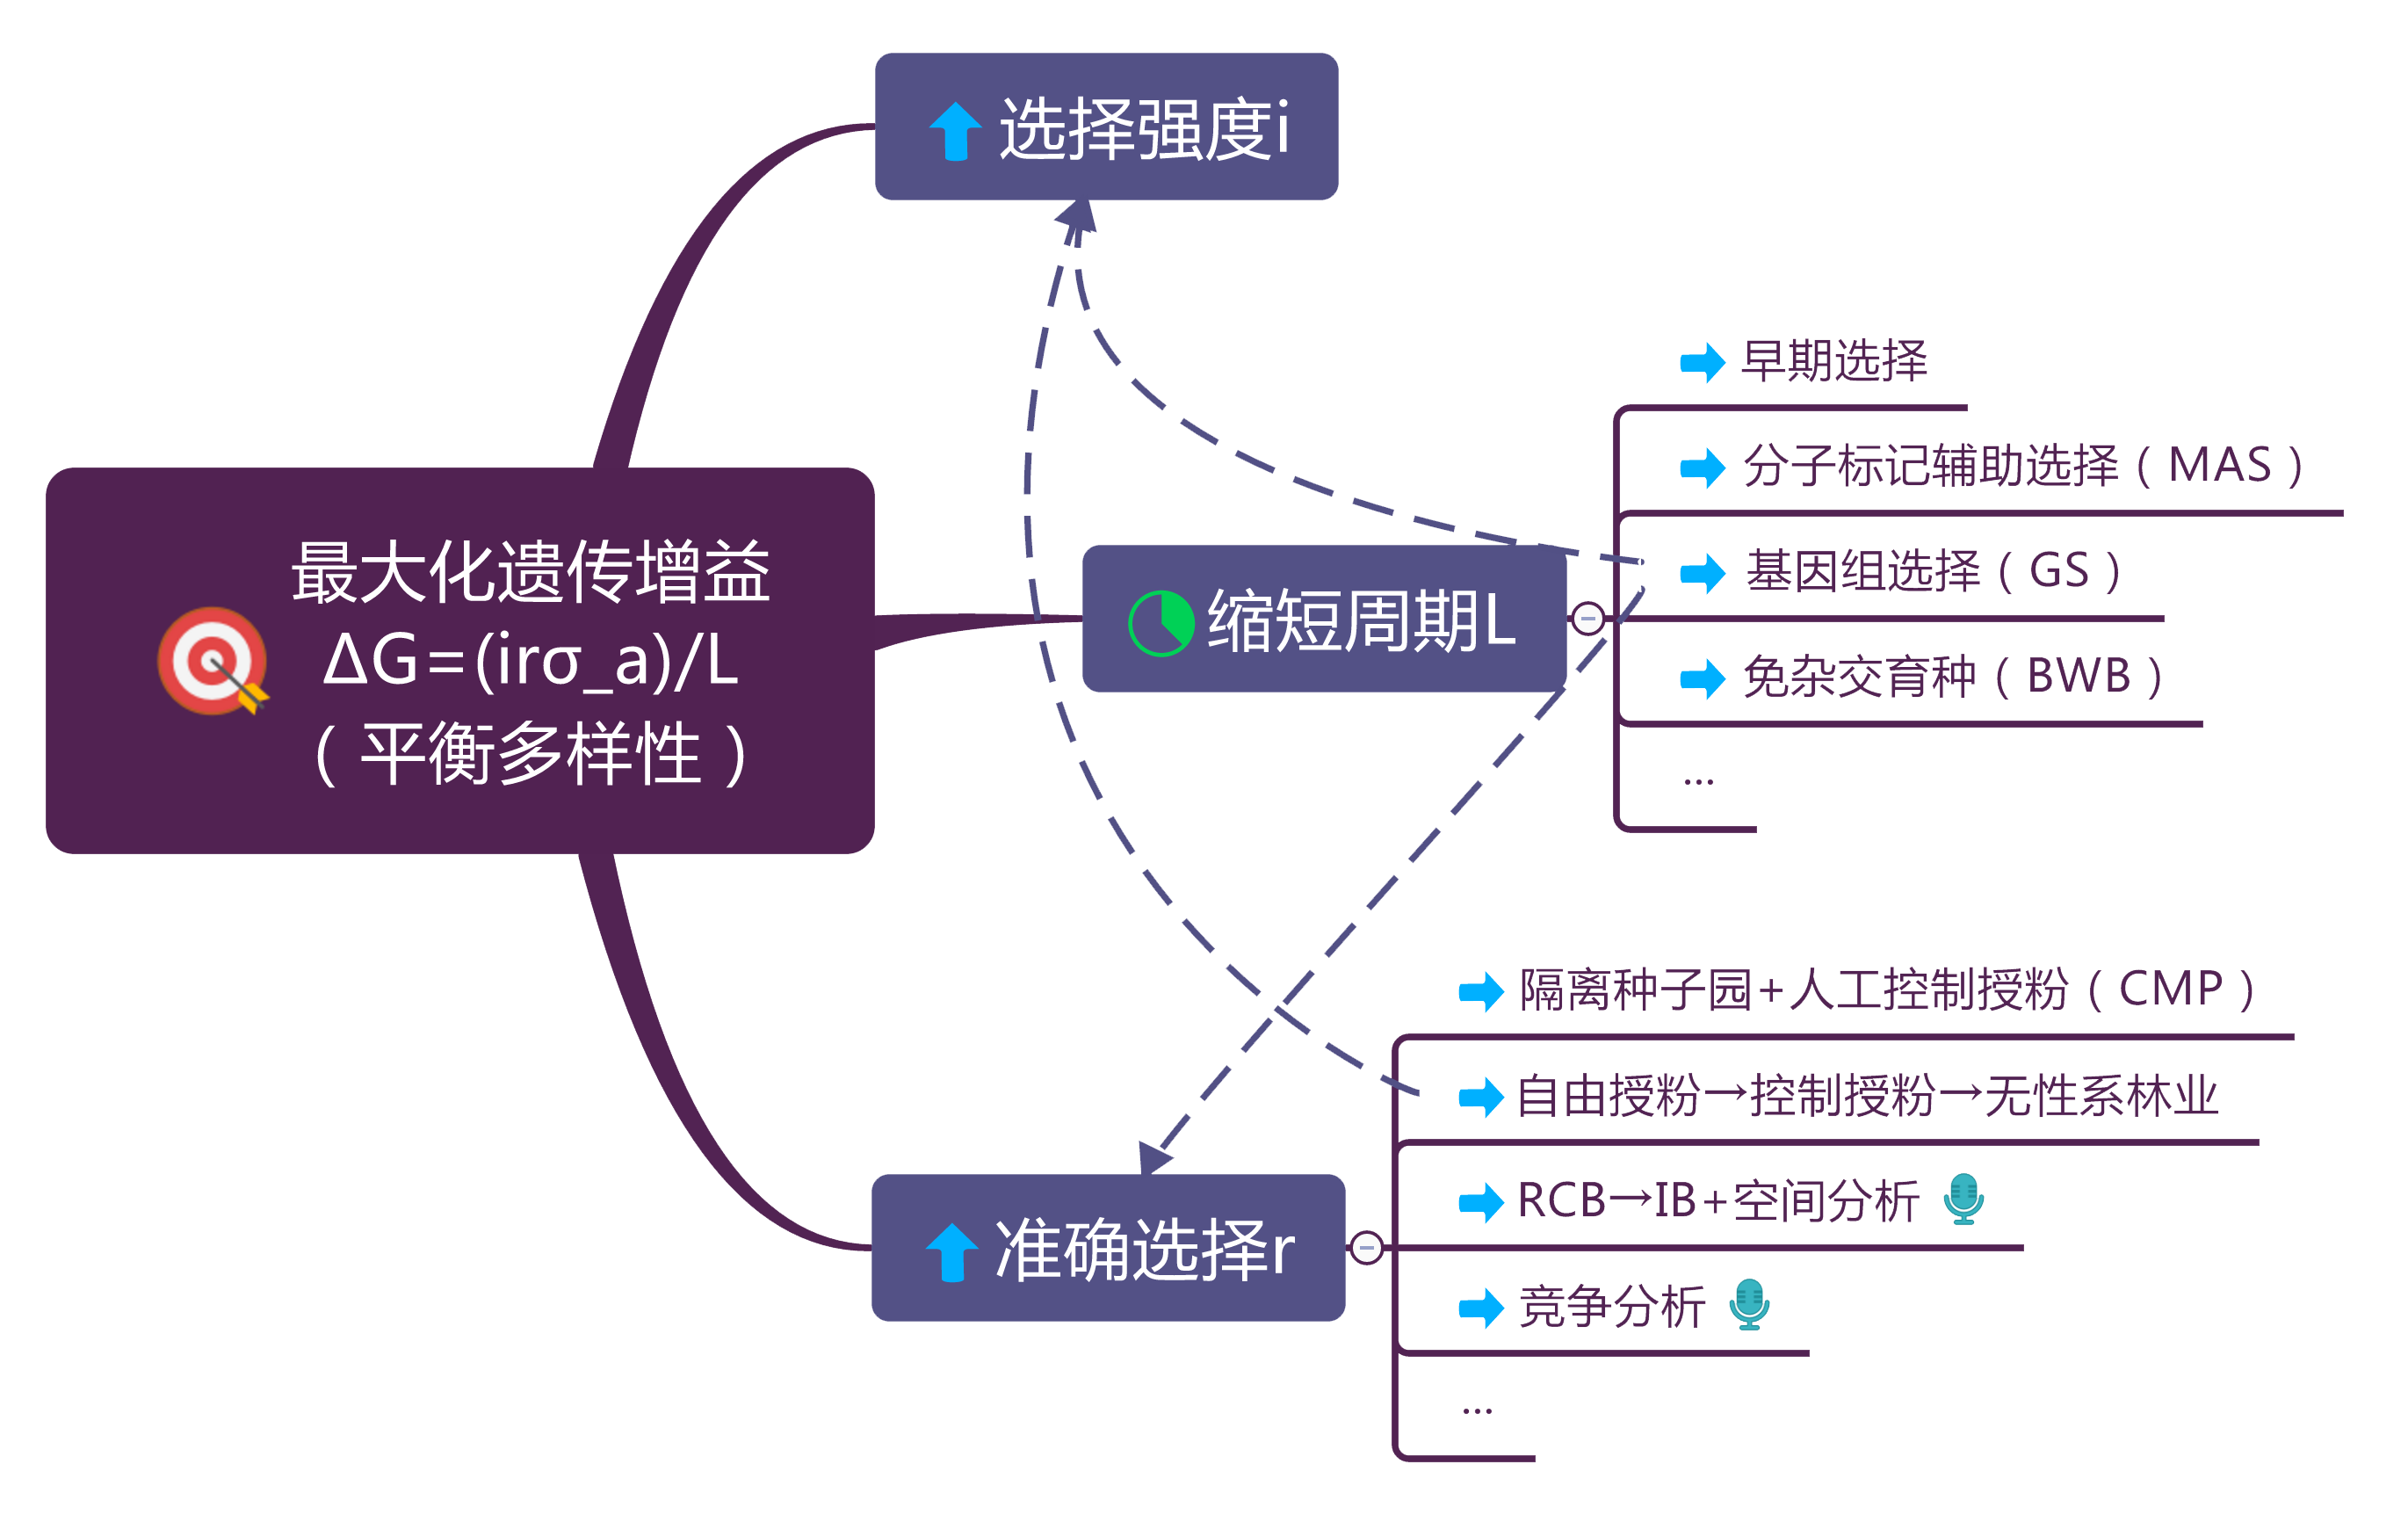 选择强度i
早期选择
分子标记辅助选择（MAS）
最大化遗传增益
ΔG=(irσ_a)/L
（平衡多样性）
缩短周期L
基因组选择（GS）
免杂交育种（BWB）
...
隔离种子园+人工控制授粉（CMP）
自由授粉→控制授粉→无性系林业
准确选择r
RCB→IB+空间分析
竞争分析
...